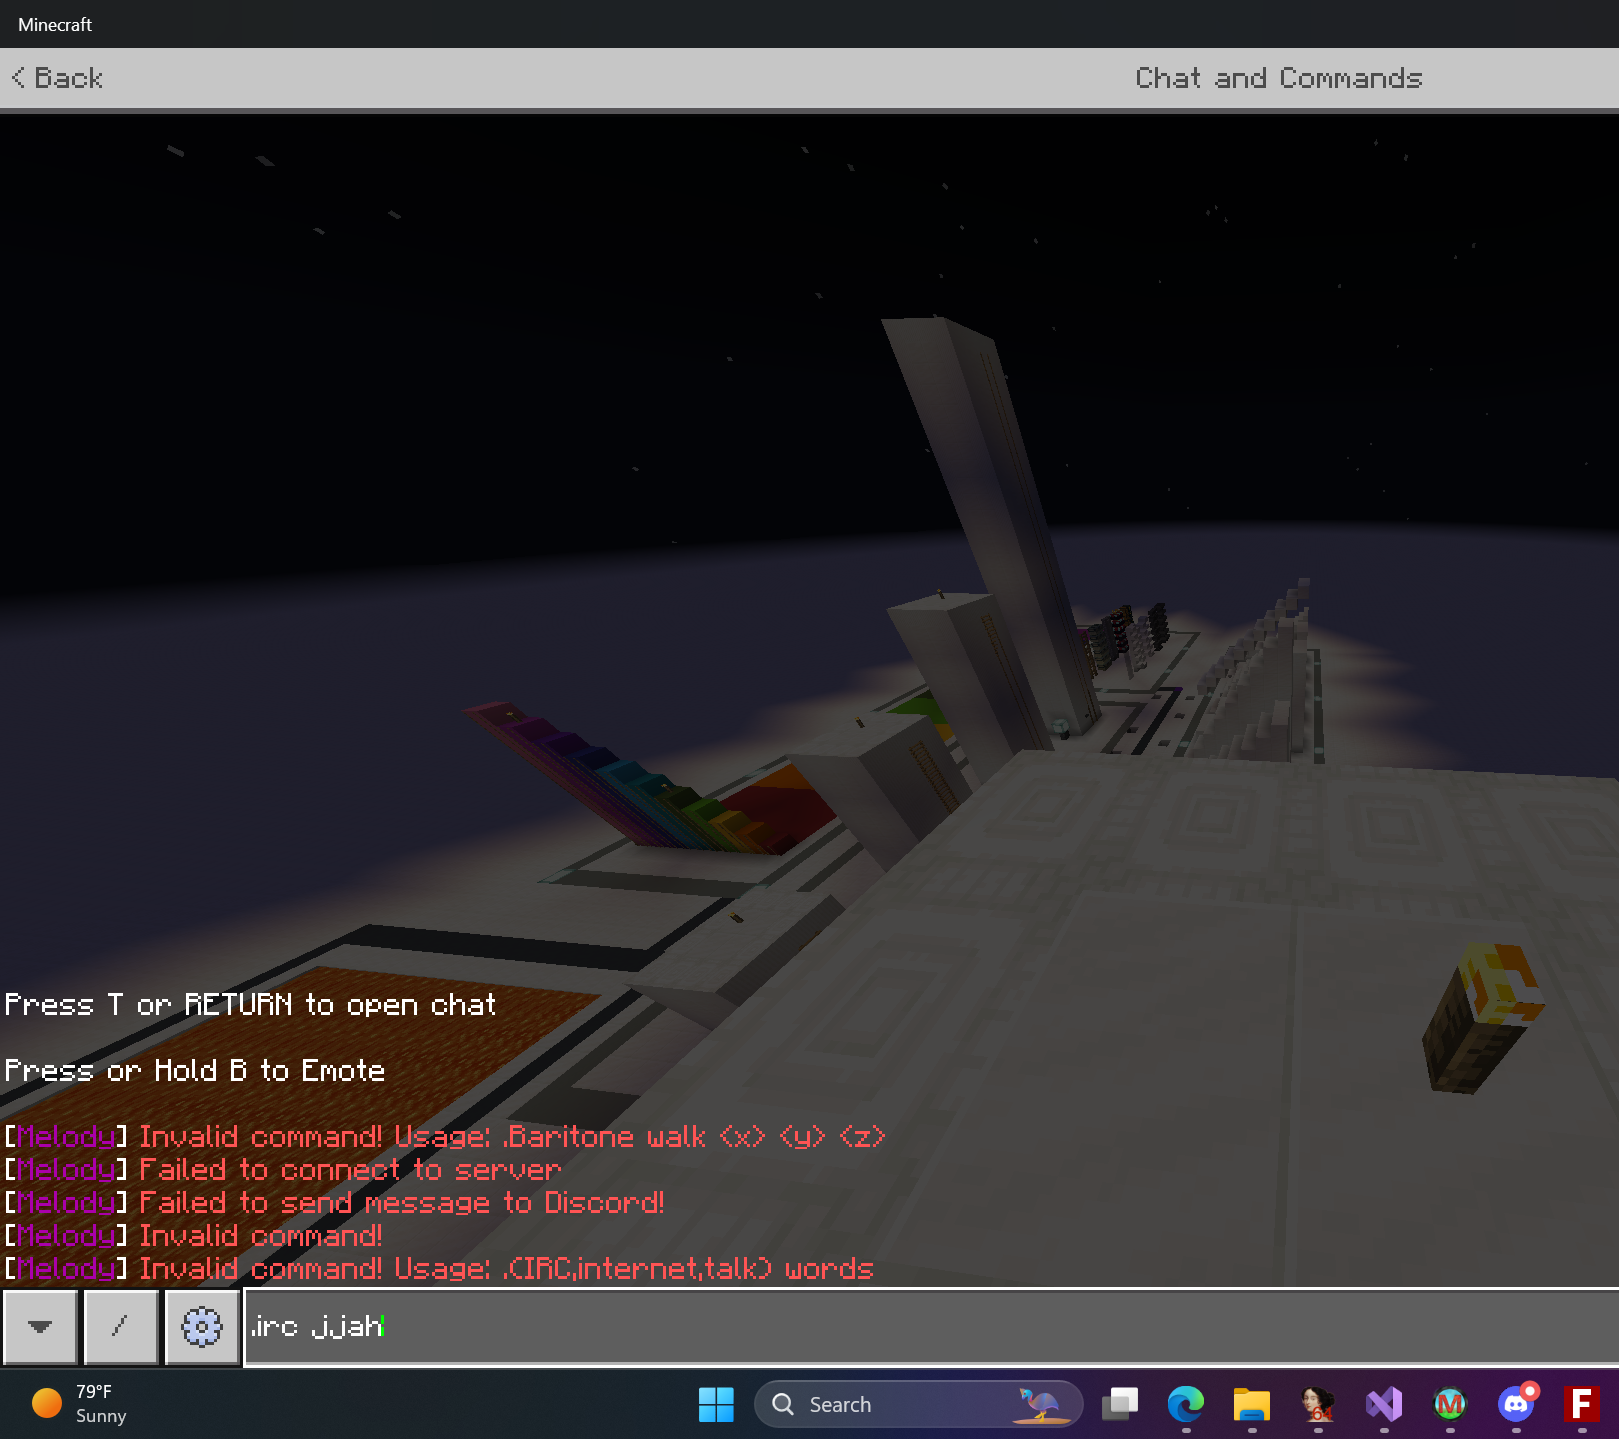 Minecraft
< Back
Chat and Commands
Press T or RETURN to open chat
Press or Hold B to Emote
[Melody] Invalid command! Usage: .Baritone walk <x> <y> <z>
[Melody] Failed to connect to server
[Melody] Failed to send message to Discord!
[Melody] Invalid command!
[Melody] Invalid command! Usage: .(IRC,internet,talk) words
/
.irc jjah
79°F
Sunny
Search
64
M
F